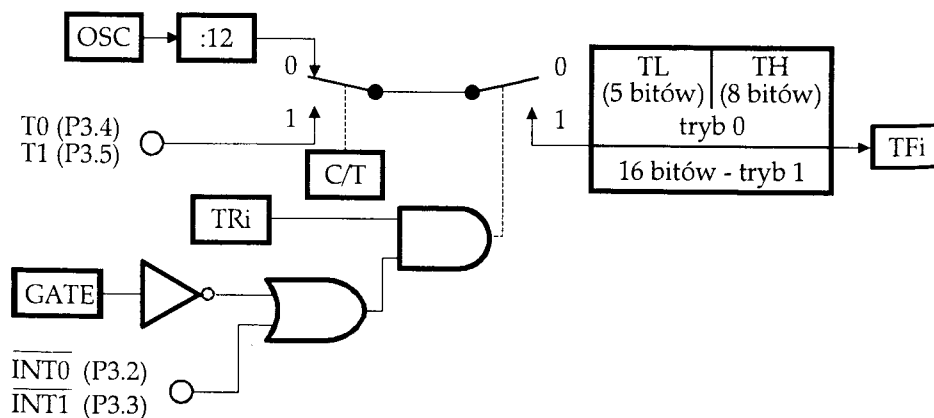 OSC
:12
0
1
T0 (P3.4)
T1 (P3.5)
C/T
0
1
TL
(5 bitów)
TH
(8 bitów)
tryb 0
16 bitów - tryb 1
TFi
TRi
GATE
INT0 (P3.2)
INT1 (P3.3)